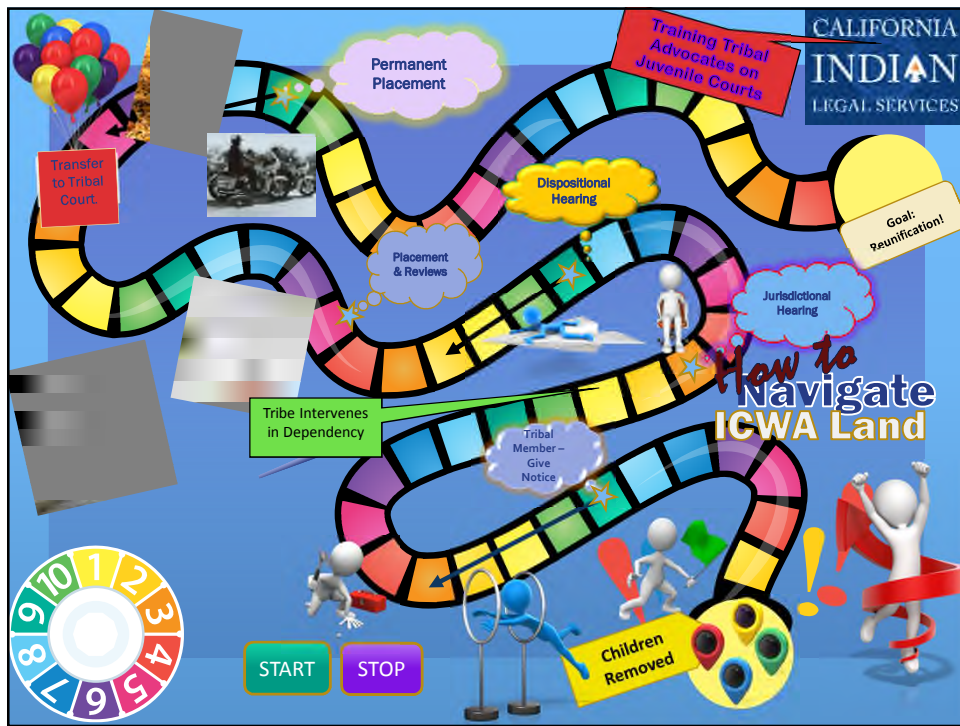 CALIFORNIA
INDIAN
LEGAL SERVICES
Training Tribal
Advocates on
Juvenile Courts
Permanent
Placement
Transfer
to Tribal
Court.
Dispositional
Hearing
Goal:
Reunification!
Placement
& Reviews
Jurisdictional
Hearing
How to
Navigate
ICWA Land
Tribe Intervenes
in Dependency
Tribal
Member –
Give
Notice
1
2
3
4
5
6
7
8
9
10
START
STOP
Children
Removed